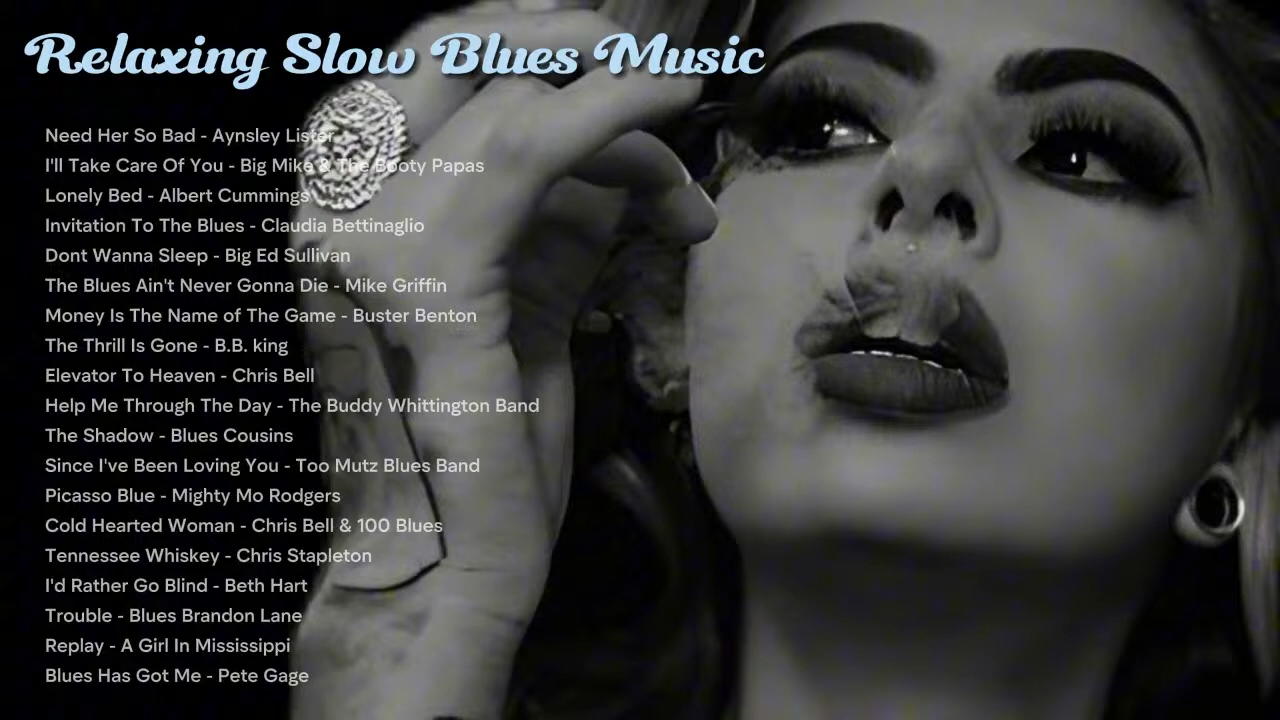 Relaxing Slow Blues Music
Need Her So Bad - Aynsley Lister
I'll Take Care Of You - Big Mike & The Booty Papas
Lonely Bed - Albert Cummings
Invitation To The Blues - Claudia Bettinaglio
Dont Wanna Sleep - Big Ed Sullivan
The Blues Ain't Never Gonna Die - Mike Griffin
Money Is The Name of The Game - Buster Benton
The Thrill Is Gone - B.B. king
Elevator To Heaven - Chris Bell
Help Me Through The Day - The Buddy Whittington Band
The Shadow - Blues Cousins
Since I've Been Loving You - Too Mutz Blues Band
Picasso Blue - Mighty Mo Rodgers
Cold Hearted Woman - Chris Bell & 100 Blues
Tennessee Whiskey - Chris Stapleton
I'd Rather Go Blind - Beth Hart
Trouble - Blues Brandon Lane
Replay - A Girl In Mississippi
Blues Has Got Me - Pete Gage